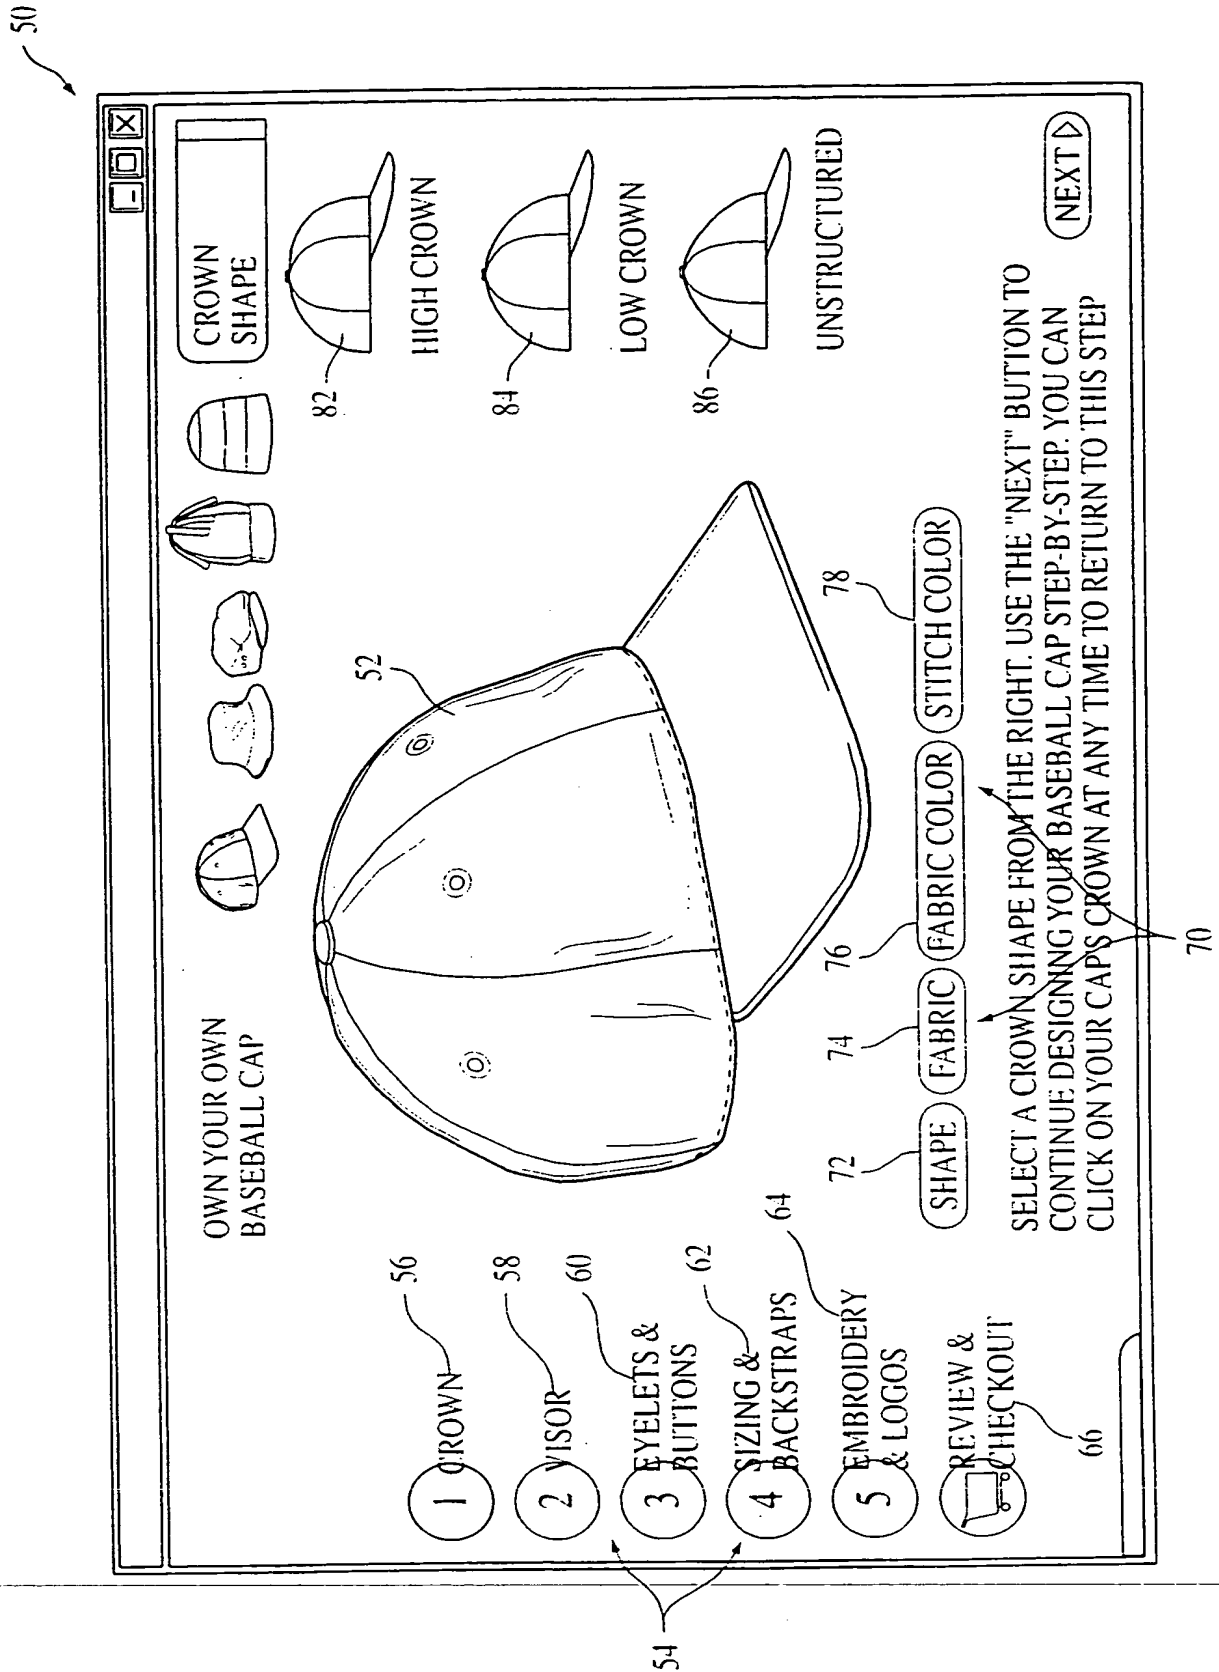 50
OWN YOUR OWN
BASEBALL CAP
CROWN
SHAPE
1 CROWN
56
2 VISOR
58
3 EYELETS &
BUTTONS
60
4 SIZING &
BACKSTRAPS
62
5 EMBROIDERY
& LOGOS
64
REVIEW &
CHECKOUT
66
54
52
82
HIGH CROWN
84
LOW CROWN
86
UNSTRUCTURED
72
74
76
78
SHAPE
FABRIC
FABRIC COLOR
STITCH COLOR
SELECT A CROWN SHAPE FROM THE RIGHT. USE THE "NEXT" BUTTON TO
CONTINUE DESIGNING YOUR BASEBALL CAP STEP-BY-STEP. YOU CAN
CLICK ON YOUR CAPS CROWN AT ANY TIME TO RETURN TO THIS STEP
NEXT
70